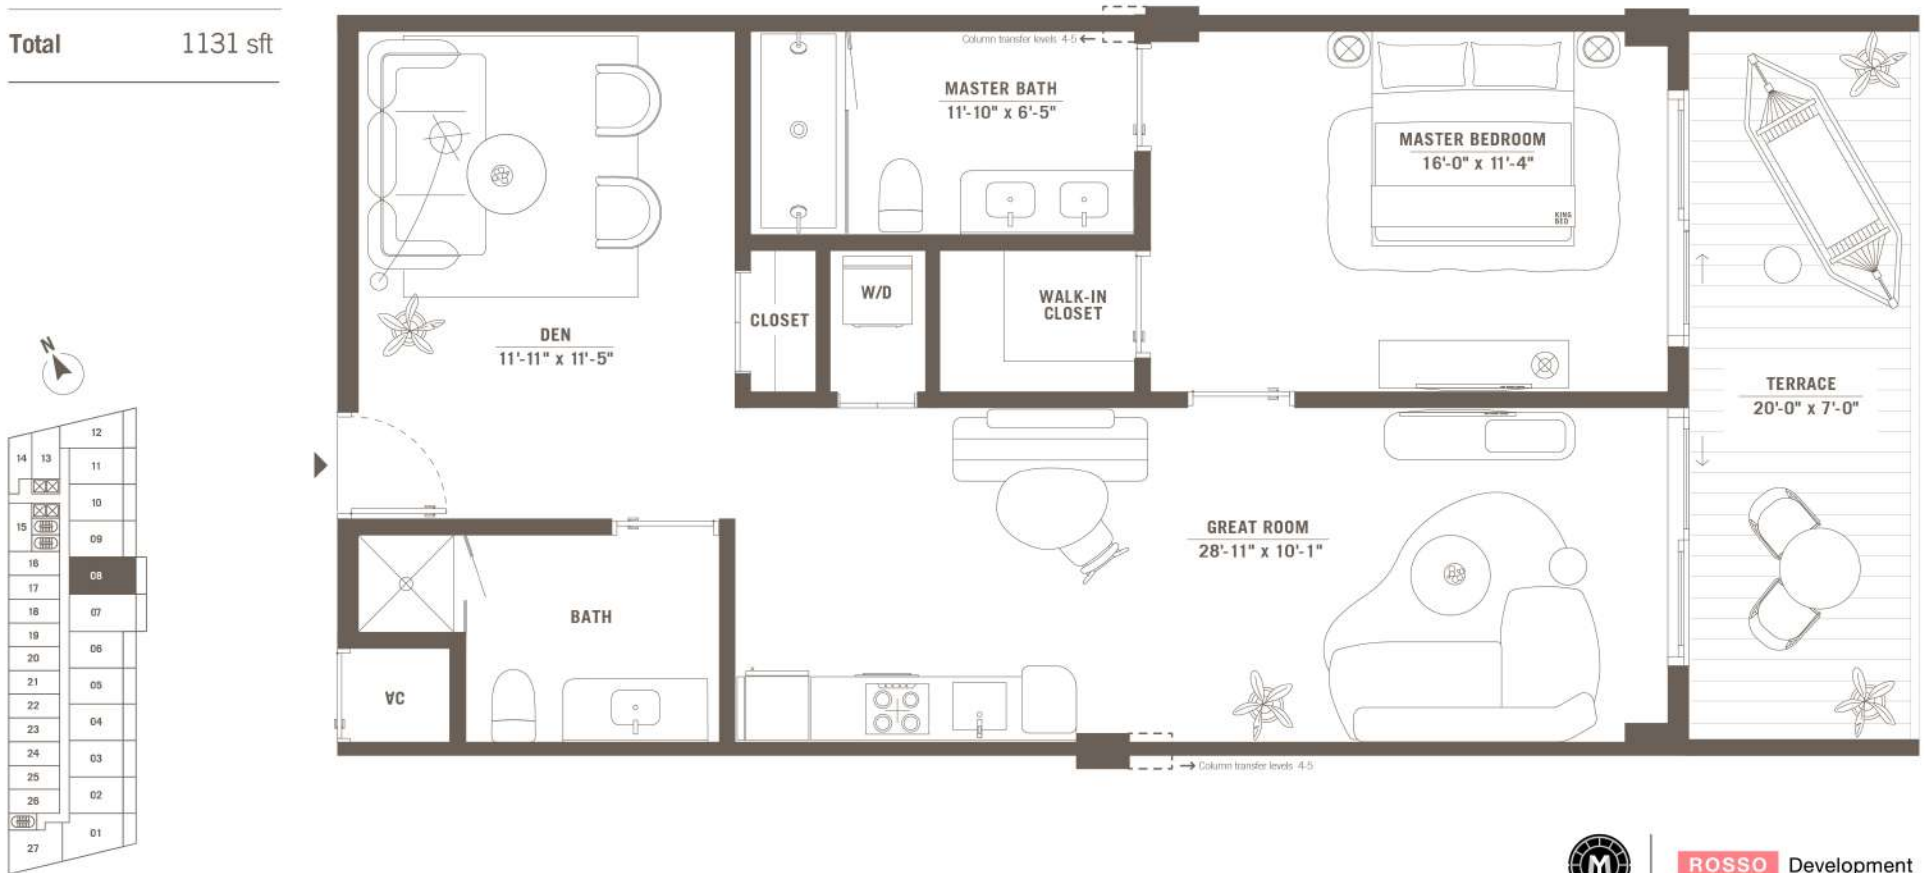 Total 1131 sft
Column transfer levels 4-5
MASTER BATH
11'-10" x 6'-5"
MASTER BEDROOM
16'-0" x 11'-4"
KING
BED
W/D
CLOSET
WALK-IN
CLOSET
DEN
11'-11" x 11'-5"
TERRACE
20'-0" x 7'-0"
GREAT ROOM
28'-11" x 10'-1"
BATH
AC
Column transfer levels 4-5
N
12
14 13
11
10
15
09
16
08
17
18
07
19
06
20
21
05
22
04
23
24
03
25
02
26
01
27
M
ROSSO Development